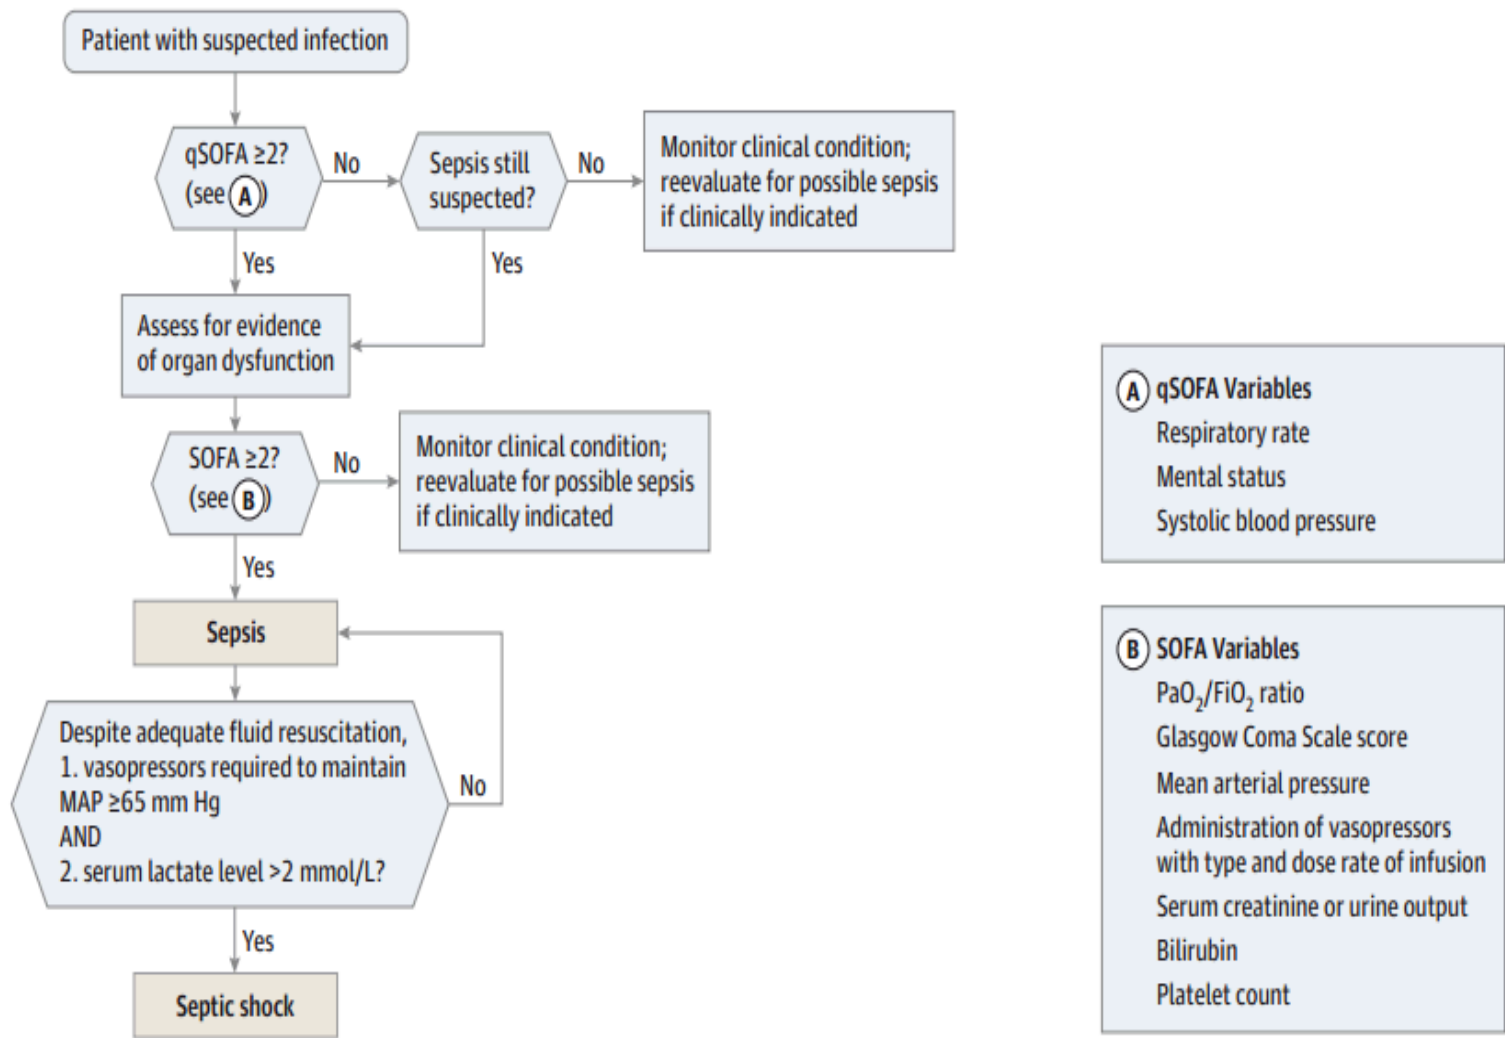 Patient with suspected infection
qSOFA ≥2?
(see A)
No
Sepsis still
suspected?
No
Monitor clinical condition;
reevaluate for possible sepsis
if clinically indicated
Yes
Yes
Assess for evidence
of organ dysfunction
SOFA ≥2?
(see B)
No
Monitor clinical condition;
reevaluate for possible sepsis
if clinically indicated
Yes
Sepsis
Despite adequate fluid resuscitation,
1. vasopressors required to maintain
MAP ≥65 mm Hg
AND
2. serum lactate level >2 mmol/L?
No
Yes
Septic shock
A qSOFA Variables
Respiratory rate
Mental status
Systolic blood pressure
B SOFA Variables
PaO₂/FiO₂ ratio
Glasgow Coma Scale score
Mean arterial pressure
Administration of vasopressors
with type and dose rate of infusion
Serum creatinine or urine output
Bilirubin
Platelet count